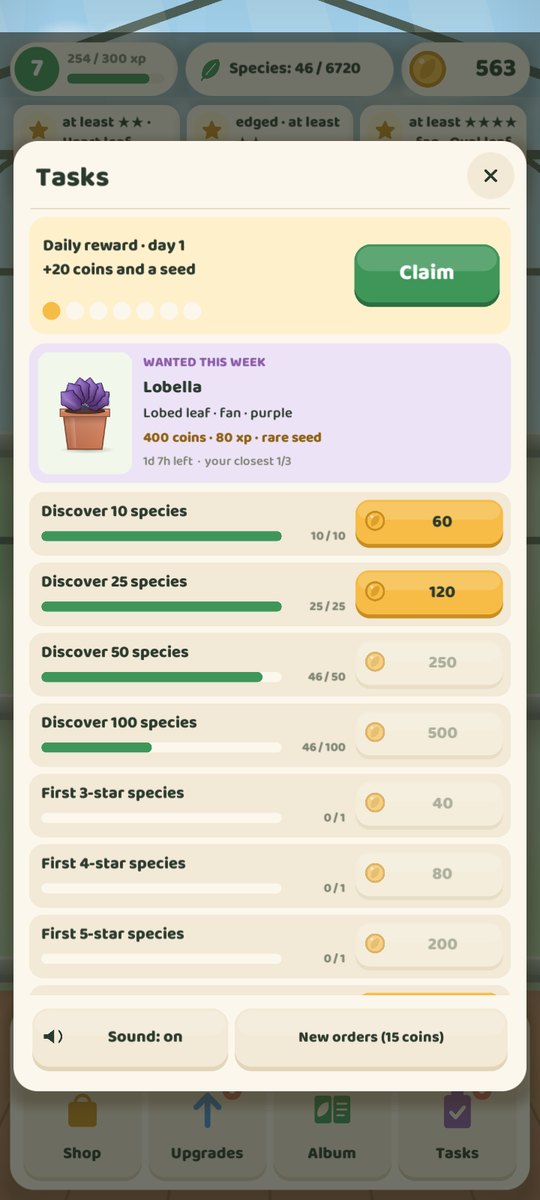 7
254 / 300 xp
Species: 46 / 6720
563
at least ★★ ·
edged · at least
at least ★★★★
Tasks
Daily reward · day 1
+20 coins and a seed
Claim
WANTED THIS WEEK
Lobella
Lobed leaf · fan · purple
400 coins · 80 xp · rare seed
1d 7h left · your closest 1/3
Discover 10 species
10 / 10
60
Discover 25 species
25 / 25
120
Discover 50 species
46 / 50
250
Discover 100 species
46 / 100
500
First 3-star species
0 / 1
40
First 4-star species
0 / 1
80
First 5-star species
0 / 1
200
Sound: on
New orders (15 coins)
Shop
Upgrades
Album
Tasks